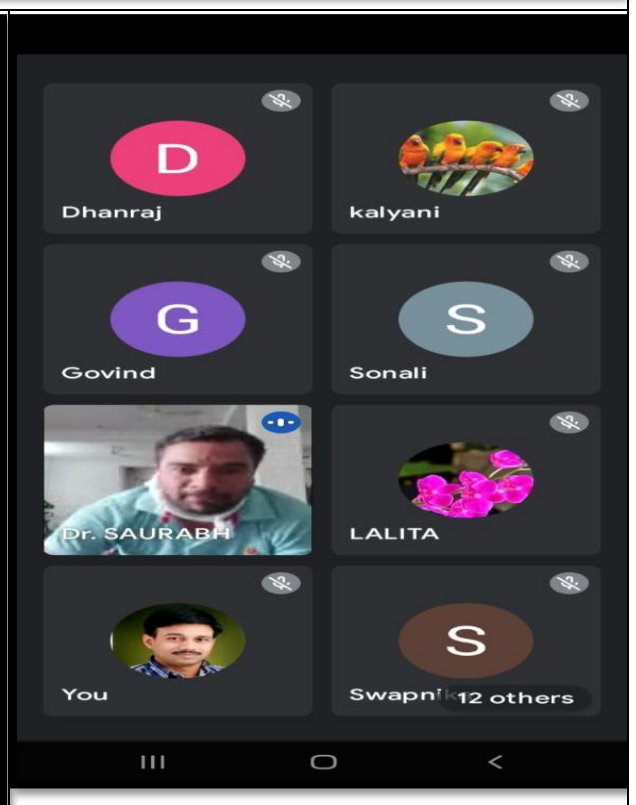 D
Dhanraj
kalyani
G
Govind
S
Sonali
Dr. SAURABH
LALITA
You
S
12 others